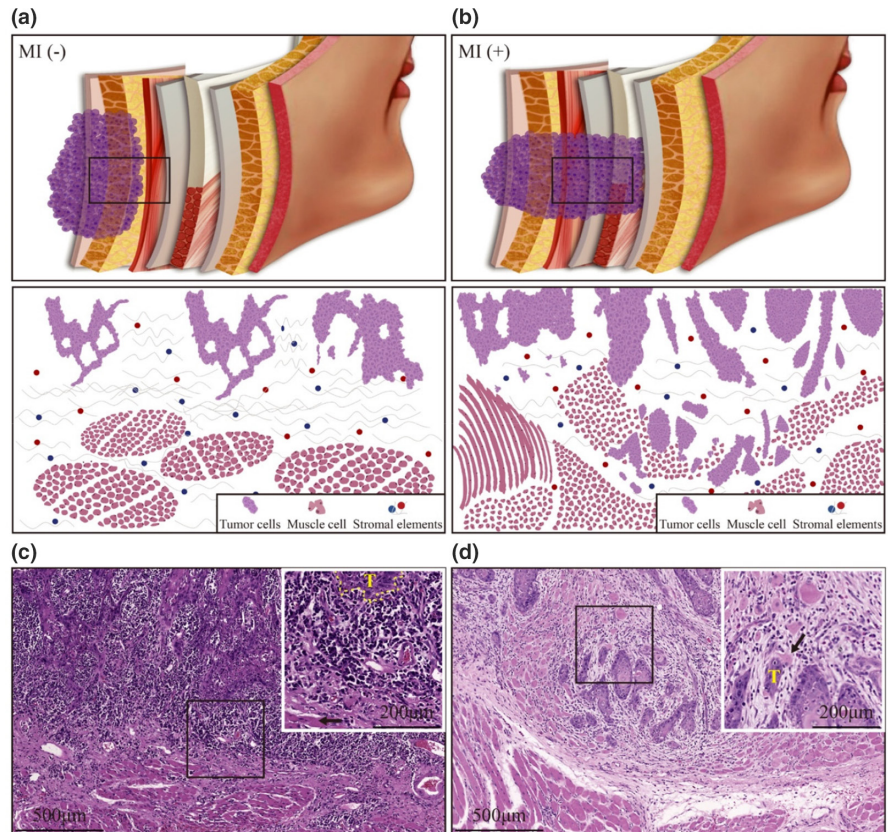 (a)
(b)
MI (-)
MI (+)
Tumor cells Muscle cell Stromal elements
Tumor cells Muscle cell Stromal elements
(c)
(d)
T
200μm
500μm
T
200μm
500μm